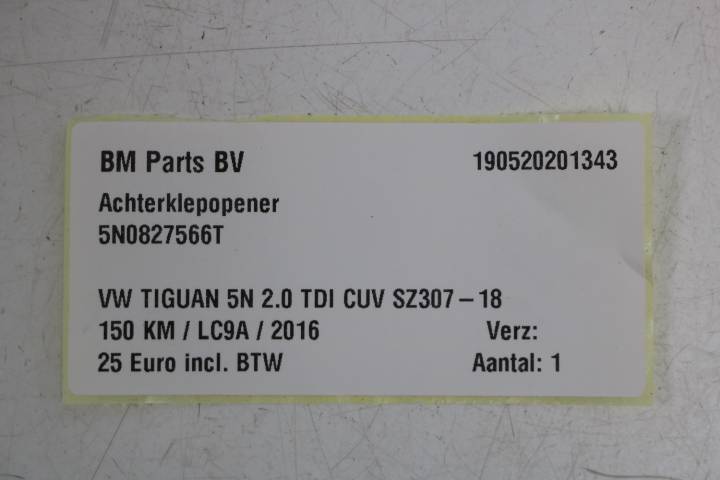 BM Parts BV 190520201343
Achterklepopener
5N0827566T
VW TIGUAN 5N 2.0 TDI CUV SZ307-18
150 KM / LC9A / 2016 Verz:
25 Euro incl. BTW Aantal: 1